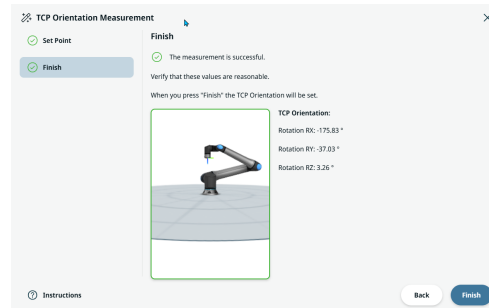 TCP Orientation Measurement
Set Point
Finish
Finish
The measurement is successful.
Verify that these values are reasonable.
When you press "Finish" the TCP Orientation will be set.
TCP Orientation:
Rotation RX: -175.83 °
Rotation RY: -37.03 °
Rotation RZ: 3.26 °
Instructions
Back
Finish